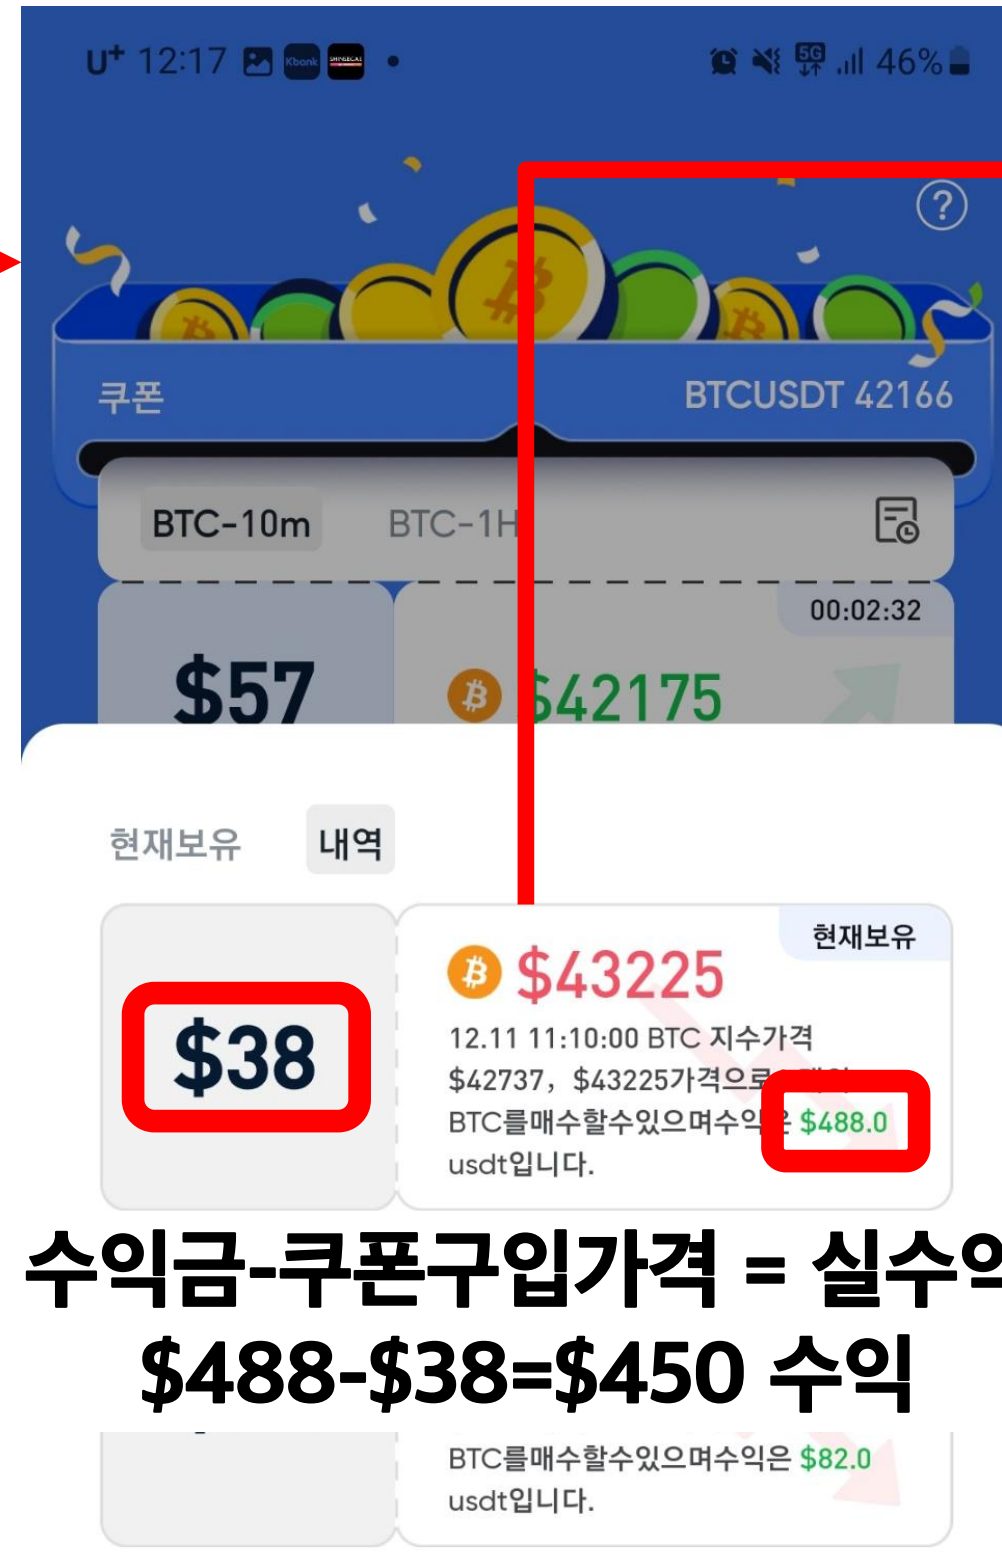 U⁺ 12:17 Kbank SHINSEGAE 5G 46%
?
쿠폰 BTCUSDT 42166
BTC-10m BTC-1H
00:02:32
$57 $42175
현재보유 내역
현재보유
$43225
$38
12.11 11:10:00 BTC 지수가격
$42737, $43225가격으로
BTC를매수할수있으며수익은 $488.0
usdt입니다.
수익금-쿠폰구입가격 = 실수익
$488-$38=$450 수익
BTC를매수할수있으며수익은 $82.0
usdt입니다.